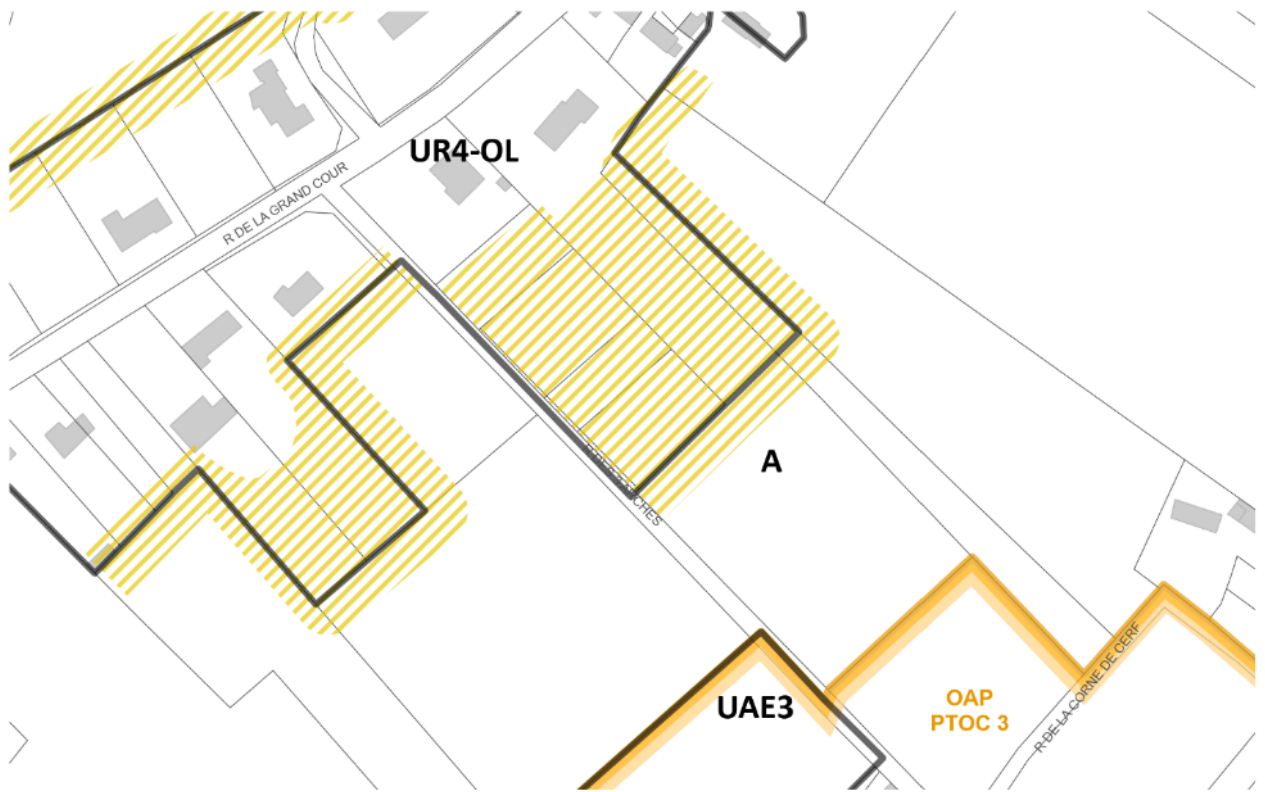 UR4-OL
R DE LA GRAND COUR
A
UAE3
OAP
PTOC 3
R DE LA CORNE DE CERF